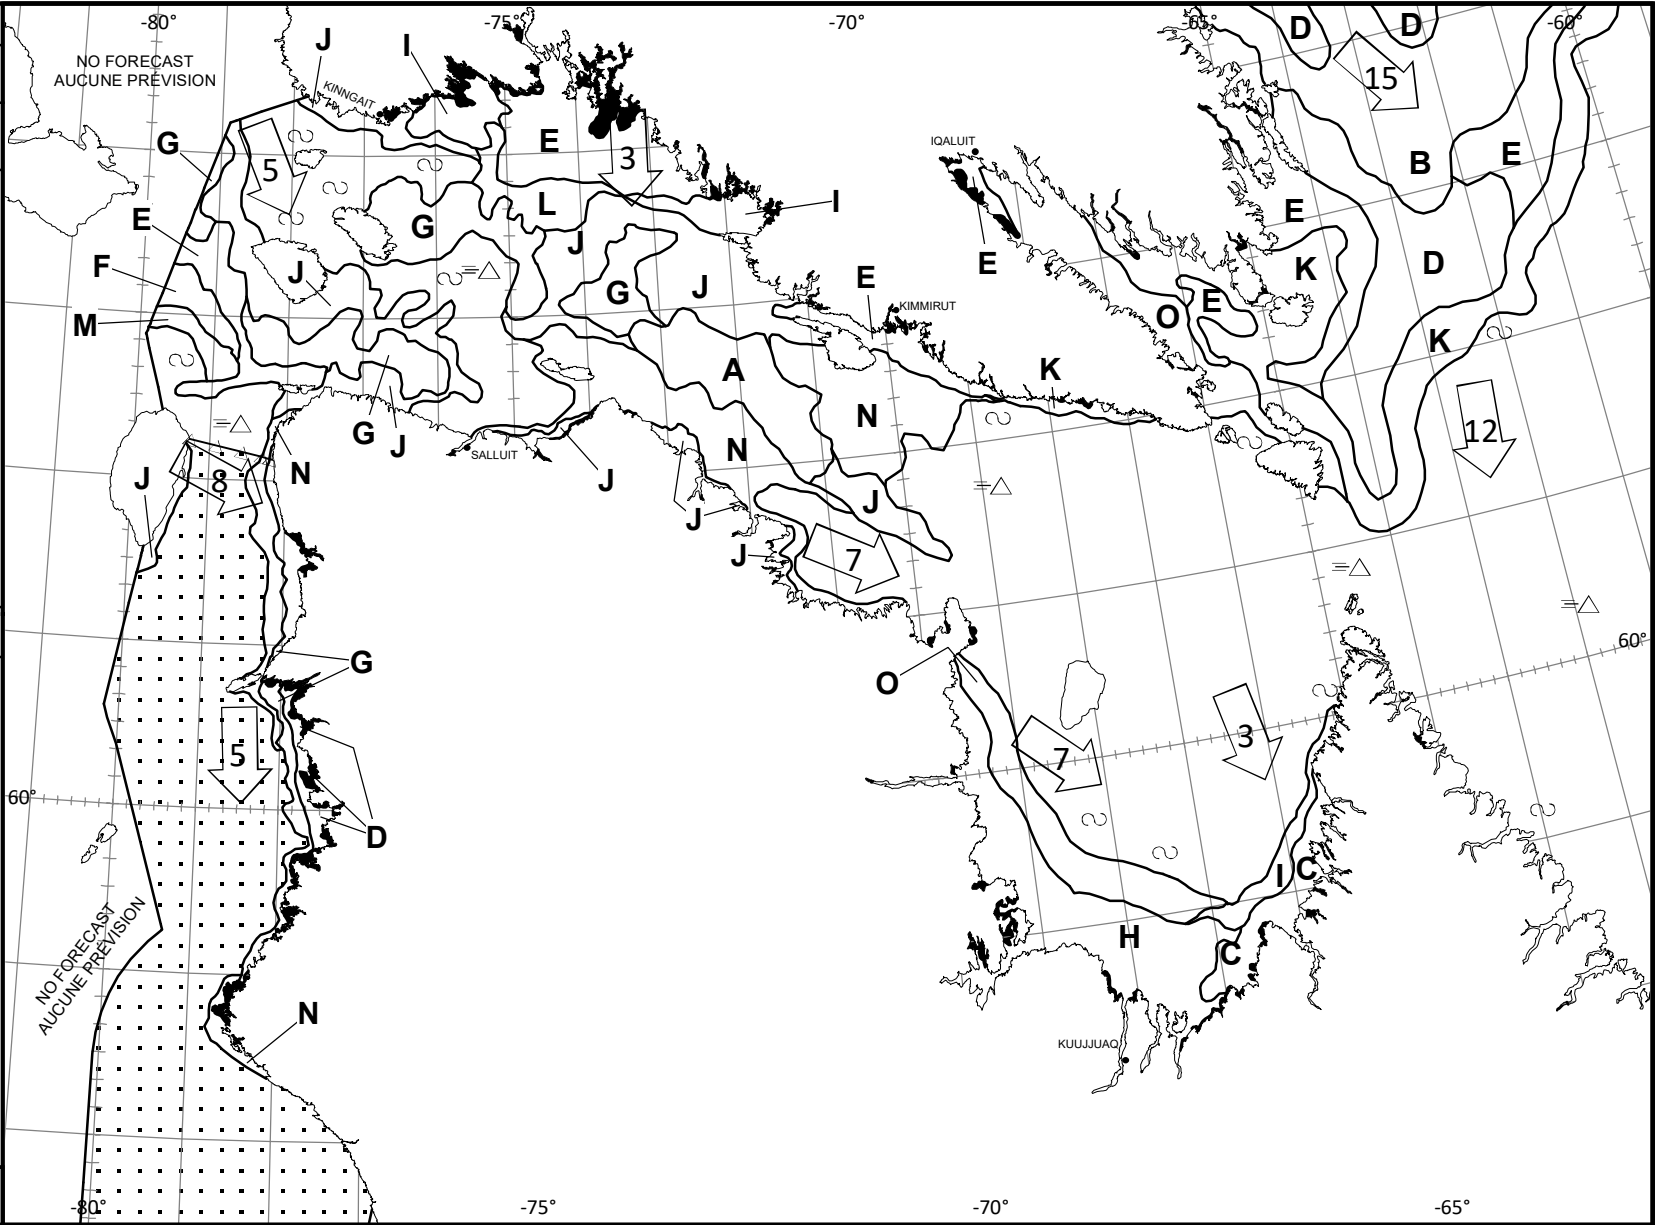 -80°
-75°
-70°
-65°
-60°
NO FORECAST
AUCUNE PRÉVISION
J
I
D
D
15
KINNGAIT
G
5
E
3
IQALUIT
B
E
E
L
I
G
J
E
F
J
G
J
E
E
K
D
M
KIMMIRUT
E
O
K
A
K
N
12
G
J
SALLUIT
N
N
J
8
J
J
J
J
7
60°
G
O
5
7
3
60°
D
I
C
NO FORECAST
AUCUNE PRÉVISION
H
C
N
KUUJJUAQ
-80°
-75°
-70°
-65°